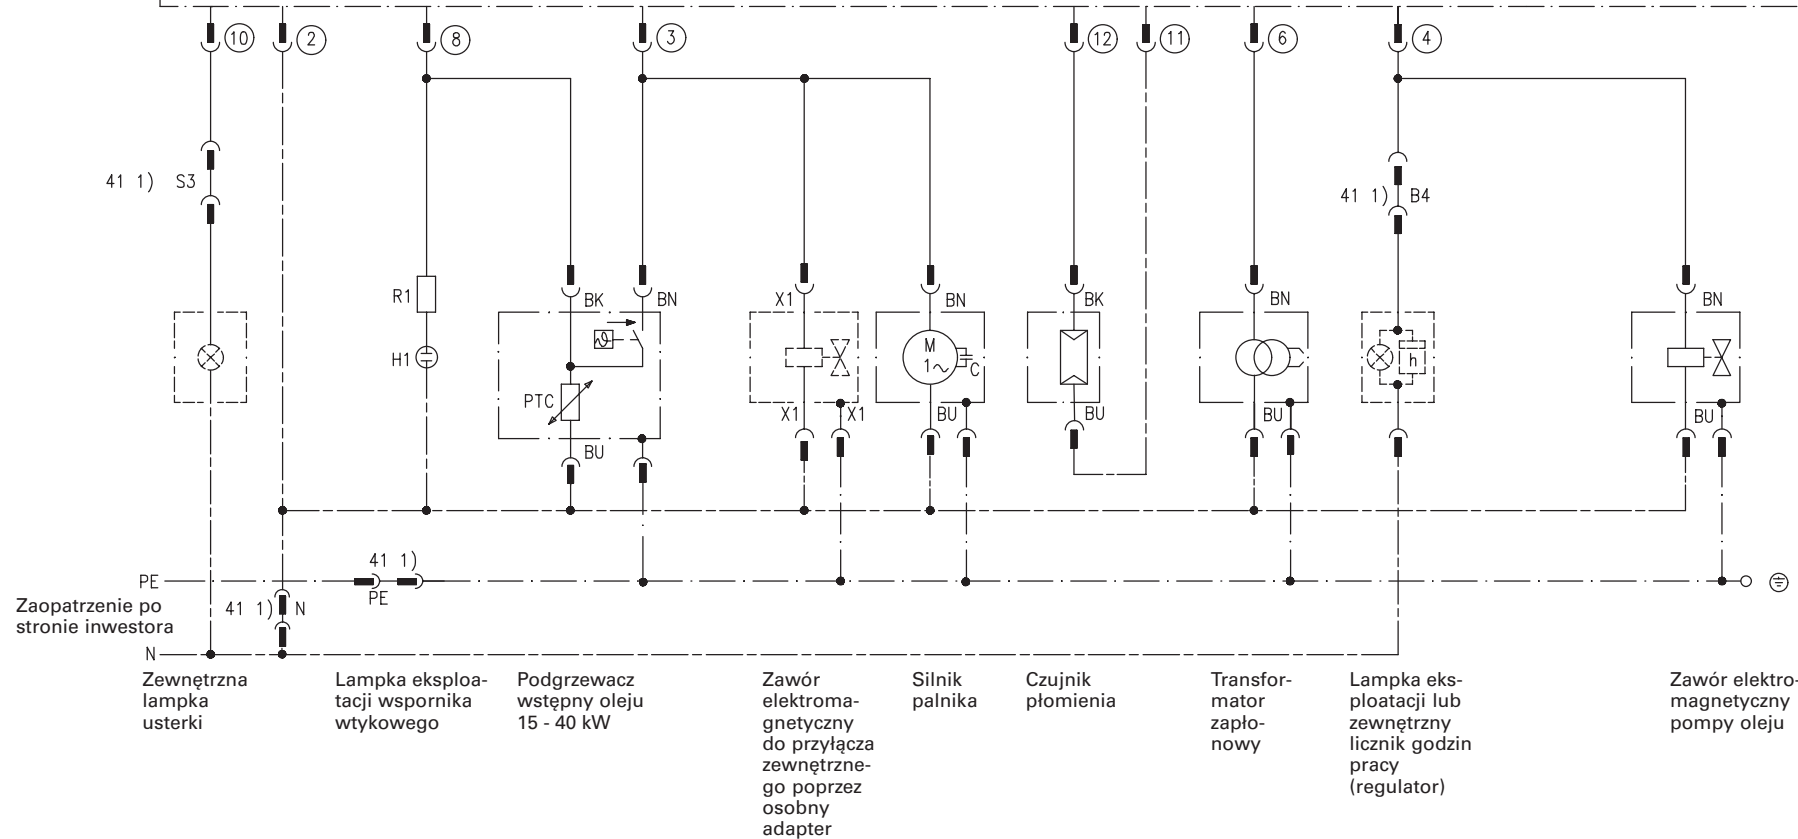 10
2
8
3
12
11
6
4
41 1) S3
41 1) B4
R1
BK
BN
X1
BN
BK
BN
BN
H1
ϑ
M
1~
C
h
PTC
X1
X1
BU
BU
BU
BU
BU
41 1)
PE
PE
Zaopatrzenie po
stronie inwestora
41 1) N
N
Zewnętrzna
lampka
usterki
Lampka eksploa-
tacji wspornika
wtykowego
Podgrzewacz
wstępny oleju
15 - 40 kW
Zawór
elektroma-
gnetyczny
do przyłącza
zewnętrzne-
go poprzez
osobny
adapter
Silnik
palnika
Czujnik
płomienia
Transfor-
mator
zapło-
nowy
Lampka eks-
ploatacji lub
zewnętrzny
licznik godzin
pracy
(regulator)
Zawór elektro-
magnetyczny
pompy oleju